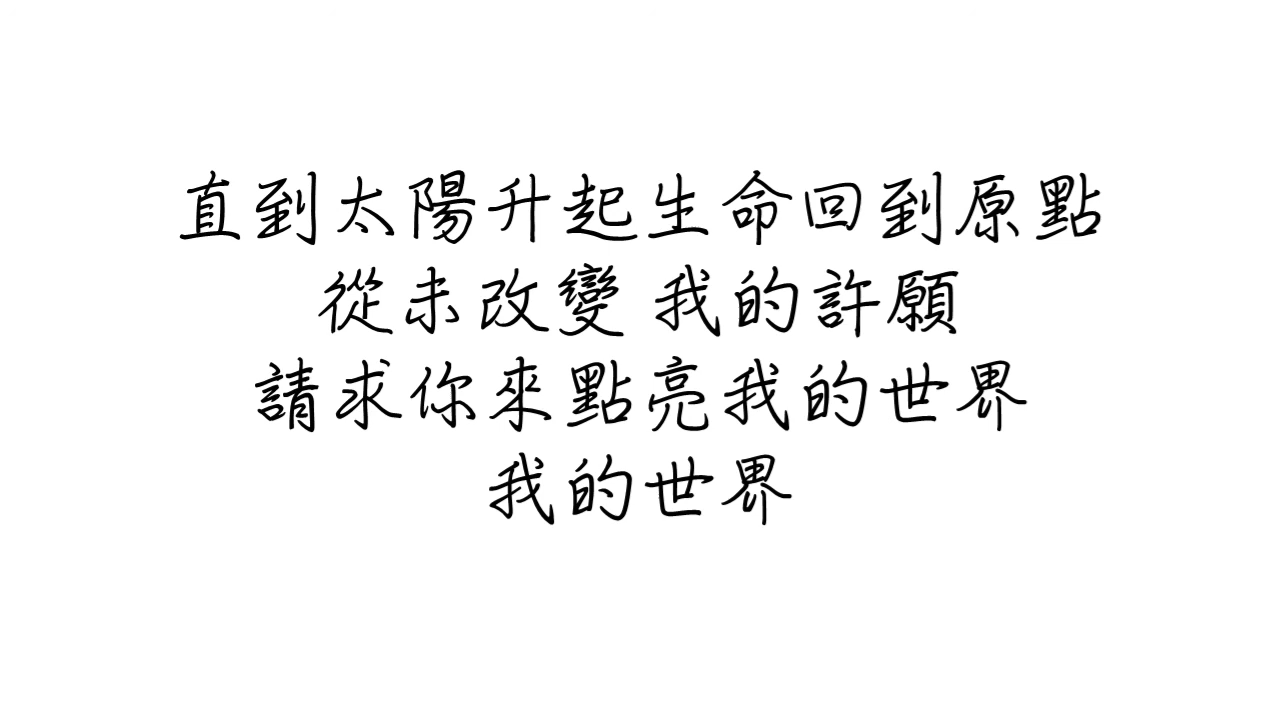 直到太陽升起生命回到原點
從未改變 我的許願
請求你來點亮我的世界
我的世界